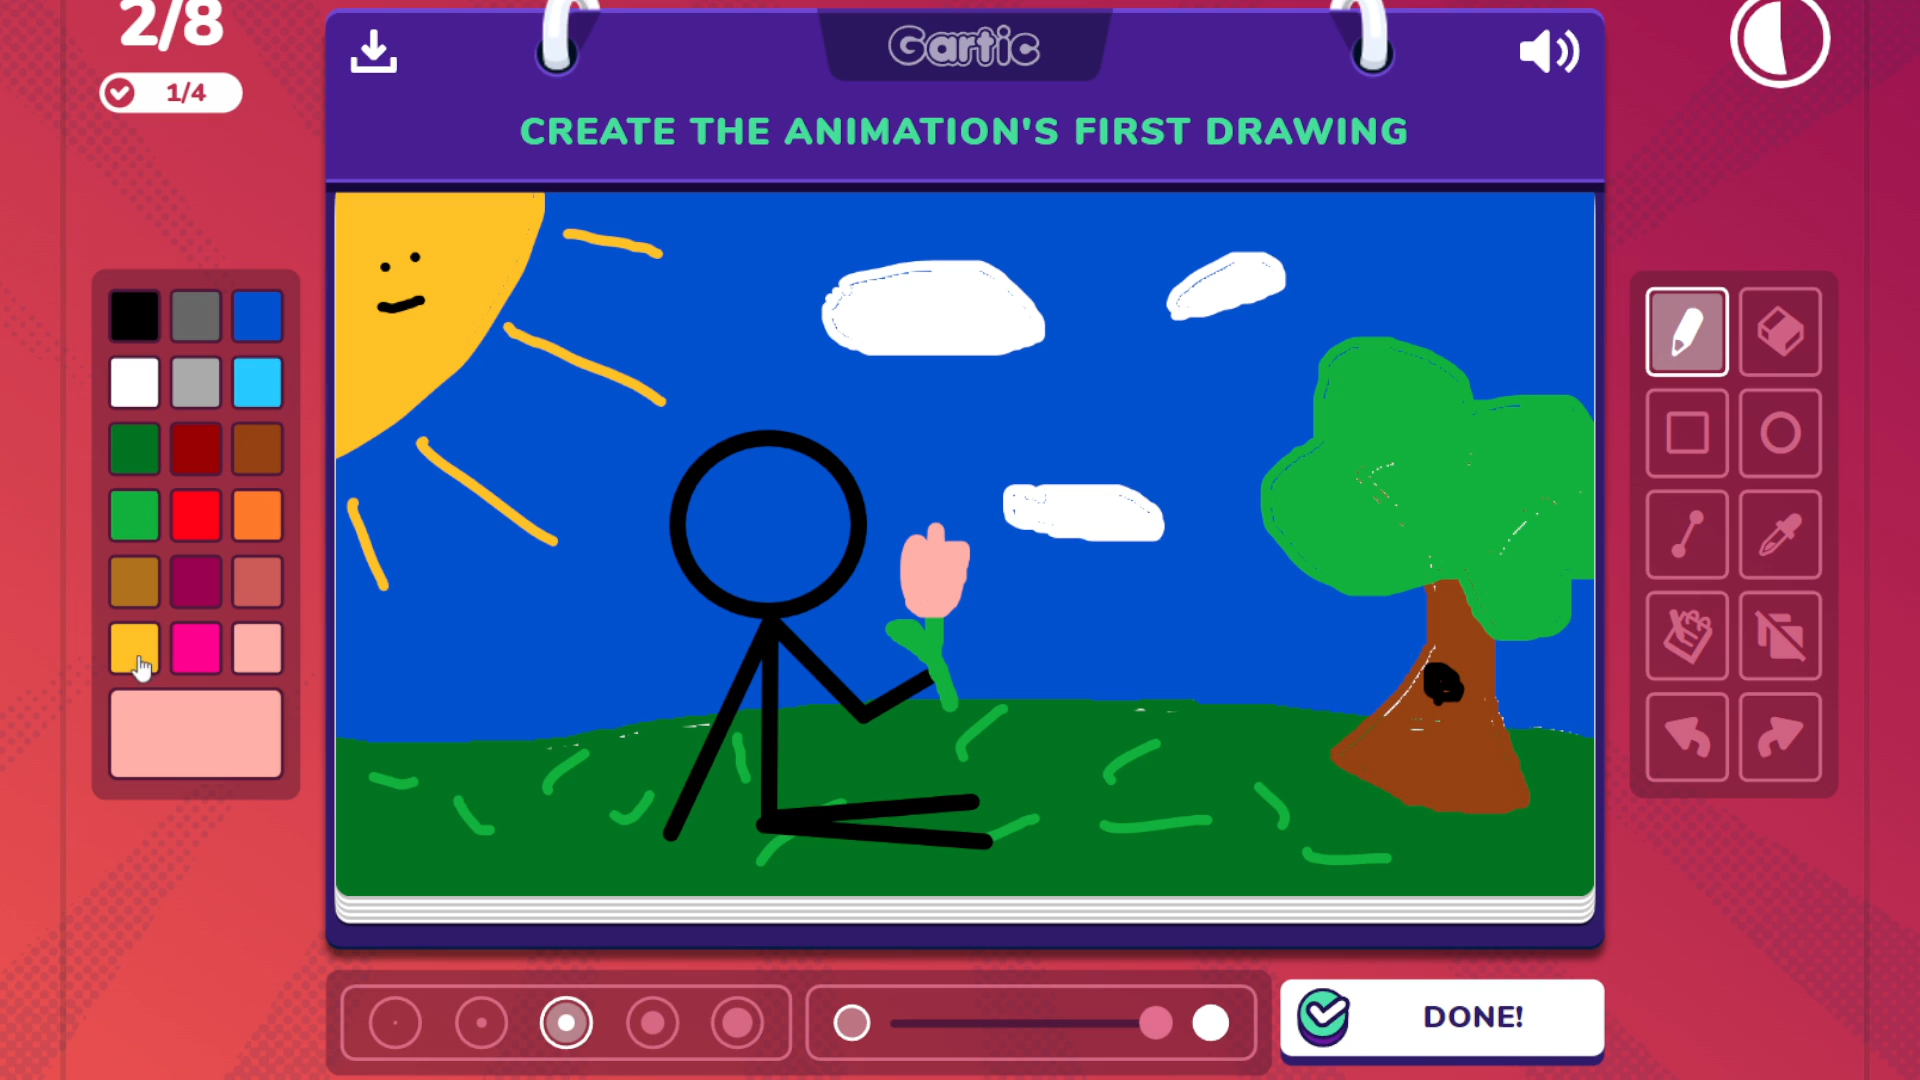 2/8
1/4
Gartic
CREATE THE ANIMATION'S FIRST DRAWING
DONE!